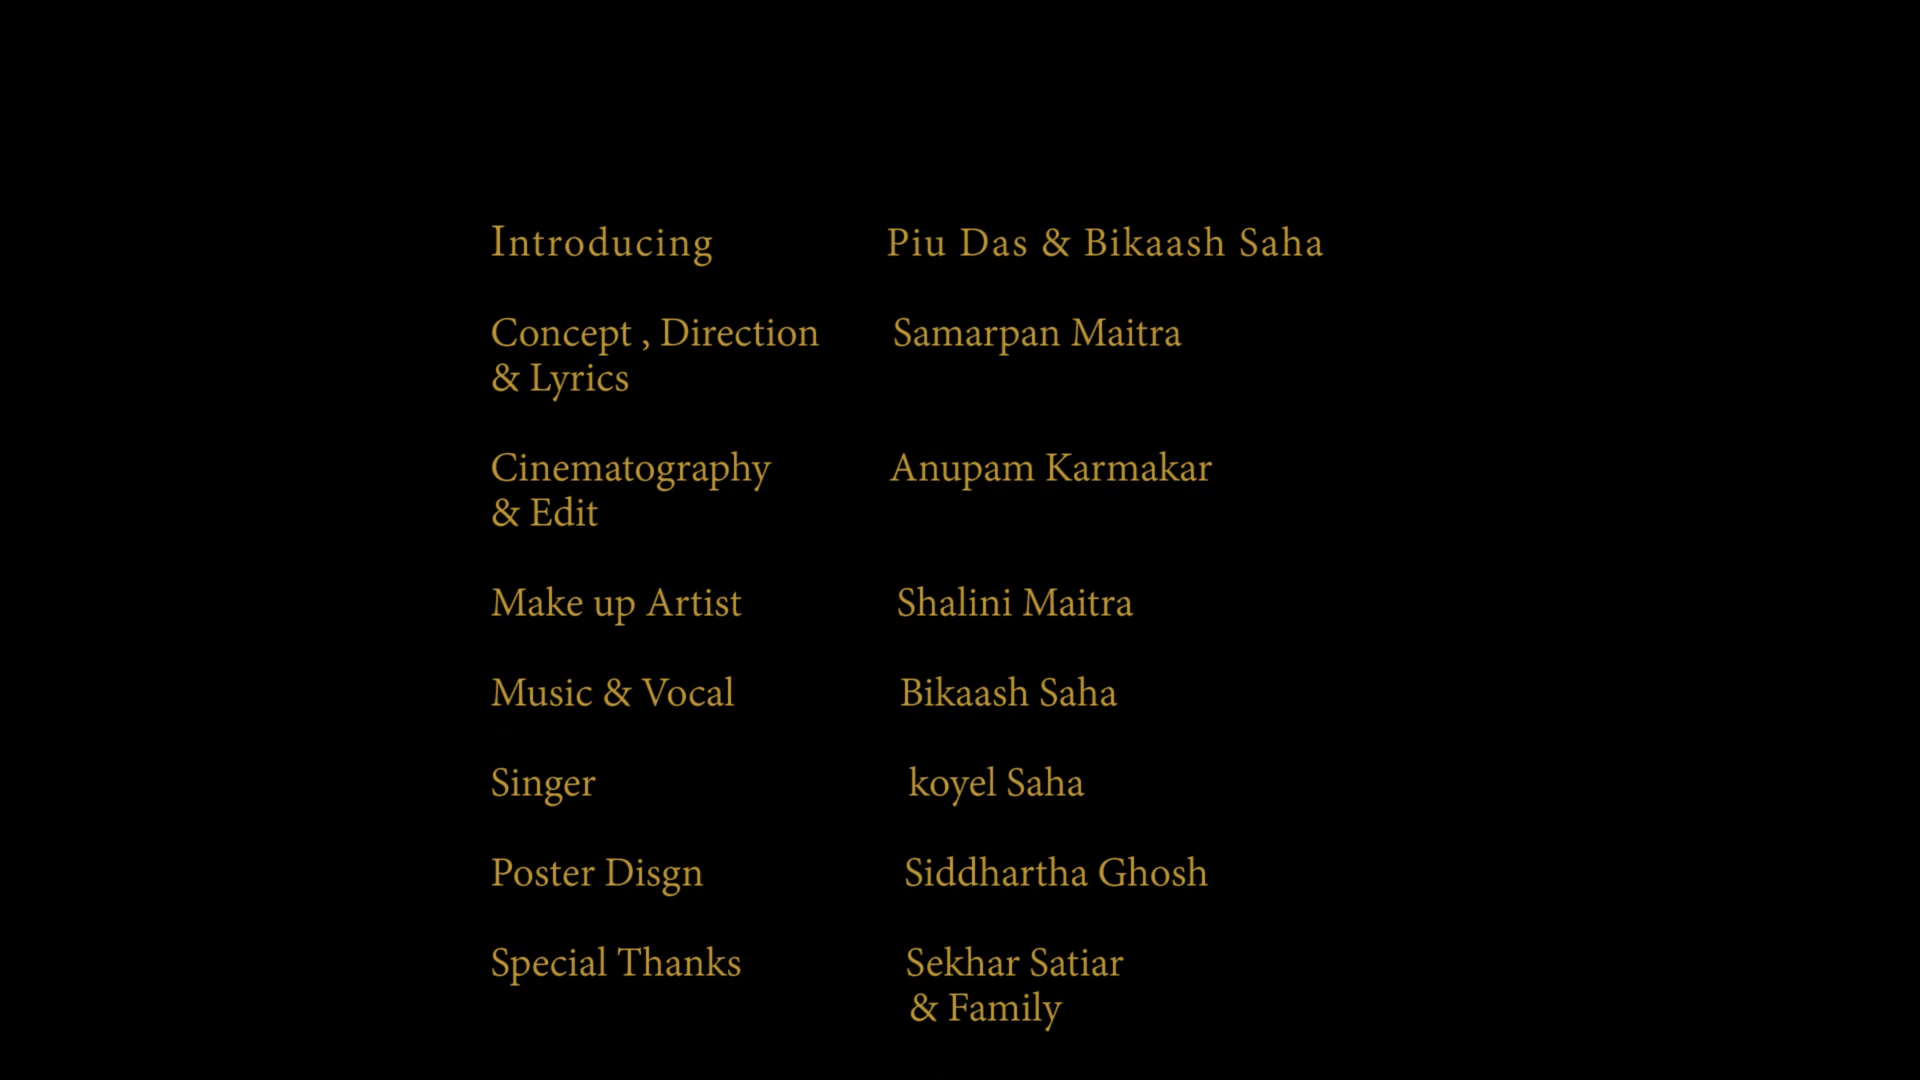 Introducing Piu Das & Bikaash Saha
Concept , Direction Samarpan Maitra
& Lyrics
Cinematography Anupam Karmakar
& Edit
Make up Artist Shalini Maitra
Music & Vocal Bikaash Saha
Singer koyel Saha
Poster Disgn Siddhartha Ghosh
Special Thanks Sekhar Satiar
& Family